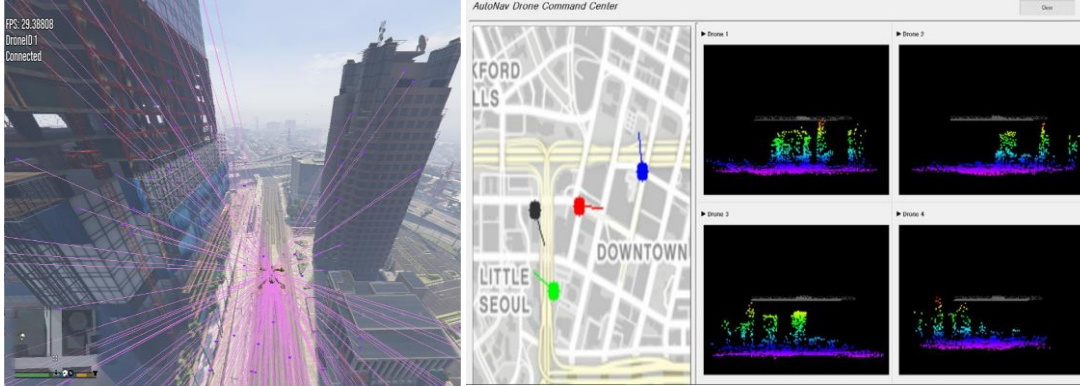 FPS: 29.38808
DroneID 1
Connected
AutoNav Drone Command Center
KFORD
LLS
DOWNTOWN
LITTLE
SEOUL
Drone 1
Drone 2
Drone 3
Drone 4